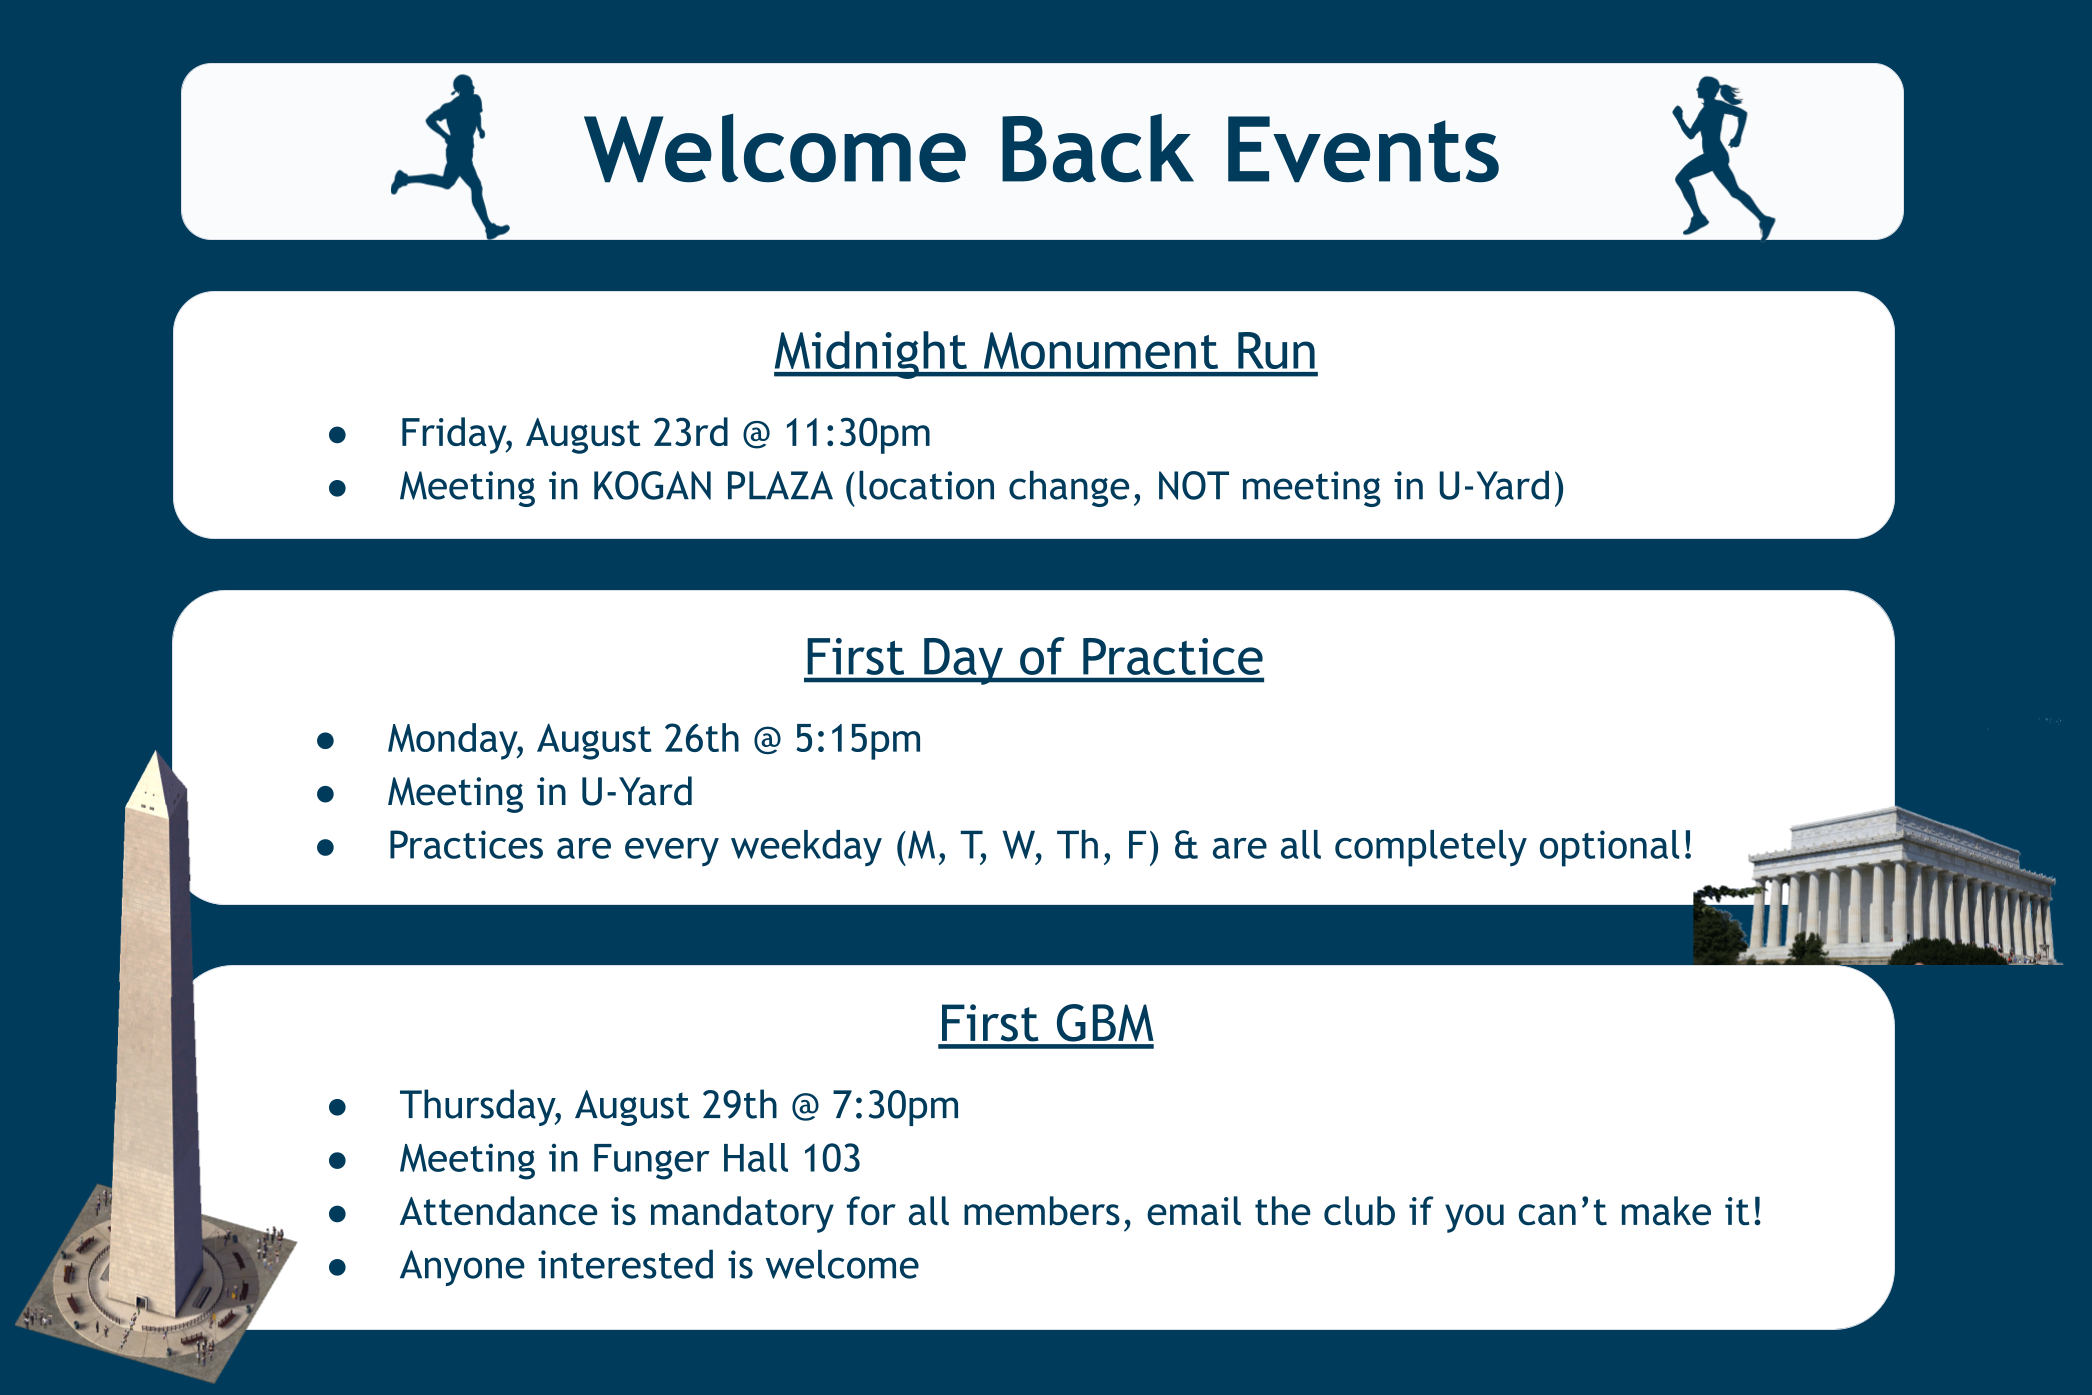 Welcome Back Events
Midnight Monument Run
● Friday, August 23rd @ 11:30pm
● Meeting in KOGAN PLAZA (location change, NOT meeting in U-Yard)
First Day of Practice
● Monday, August 26th @ 5:15pm
● Meeting in U-Yard
● Practices are every weekday (M, T, W, Th, F) & are all completely optional!
First GBM
● Thursday, August 29th @ 7:30pm
● Meeting in Funger Hall 103
● Attendance is mandatory for all members, email the club if you can’t make it!
● Anyone interested is welcome